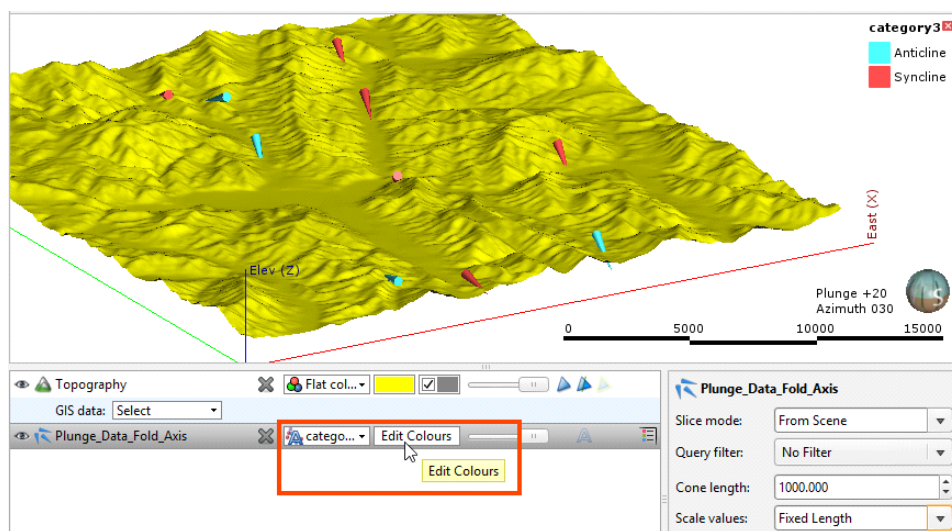 category3
Anticline
Syncline
East (X)
Elev (Z)
Plunge +20
Azimuth 030
0 5000 10000 15000
Topography
Flat col...
GIS data: Select
Plunge_Data_Fold_Axis
catego...
Edit Colours
Edit Colours
Plunge_Data_Fold_Axis
Slice mode: From Scene
Query filter: No Filter
Cone length: 1000.000
Scale values: Fixed Length